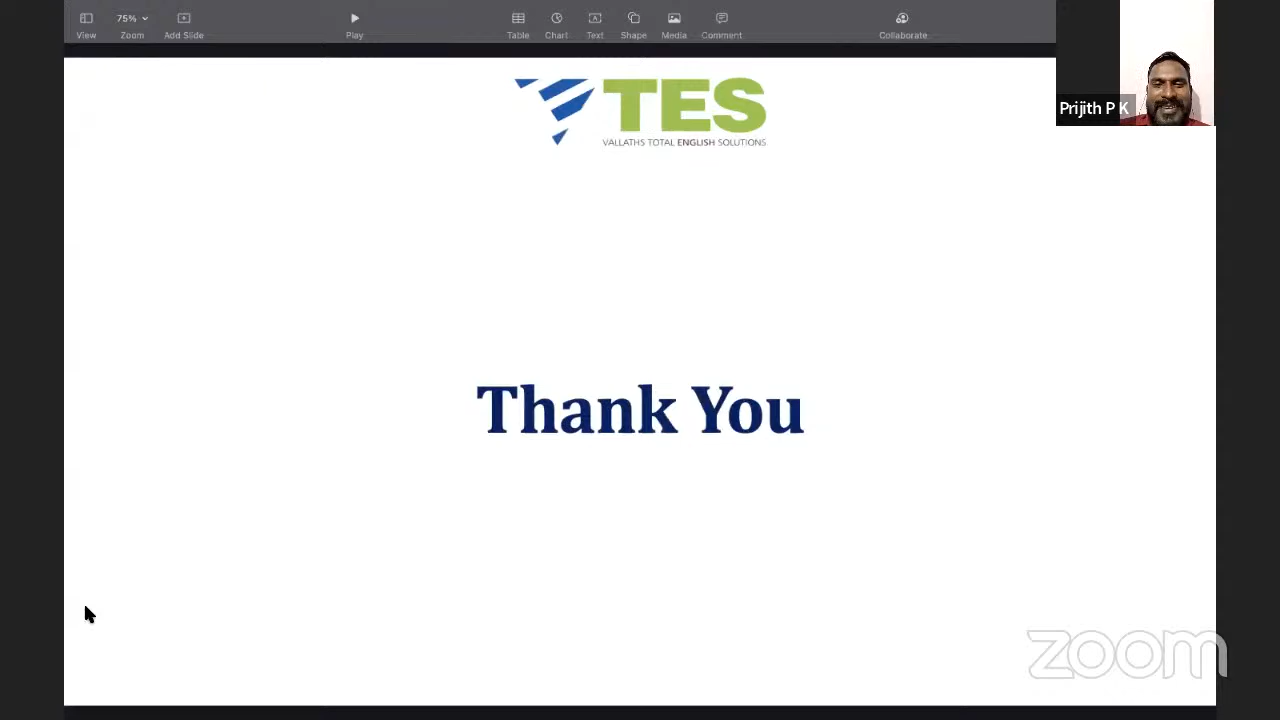 View
75%
Zoom
Add Slide
Play
Table
Chart
Text
Shape
Media
Comment
Collaborate
Prijith P K
TES
VALLATHS TOTAL ENGLISH SOLUTIONS
Thank You
zoom